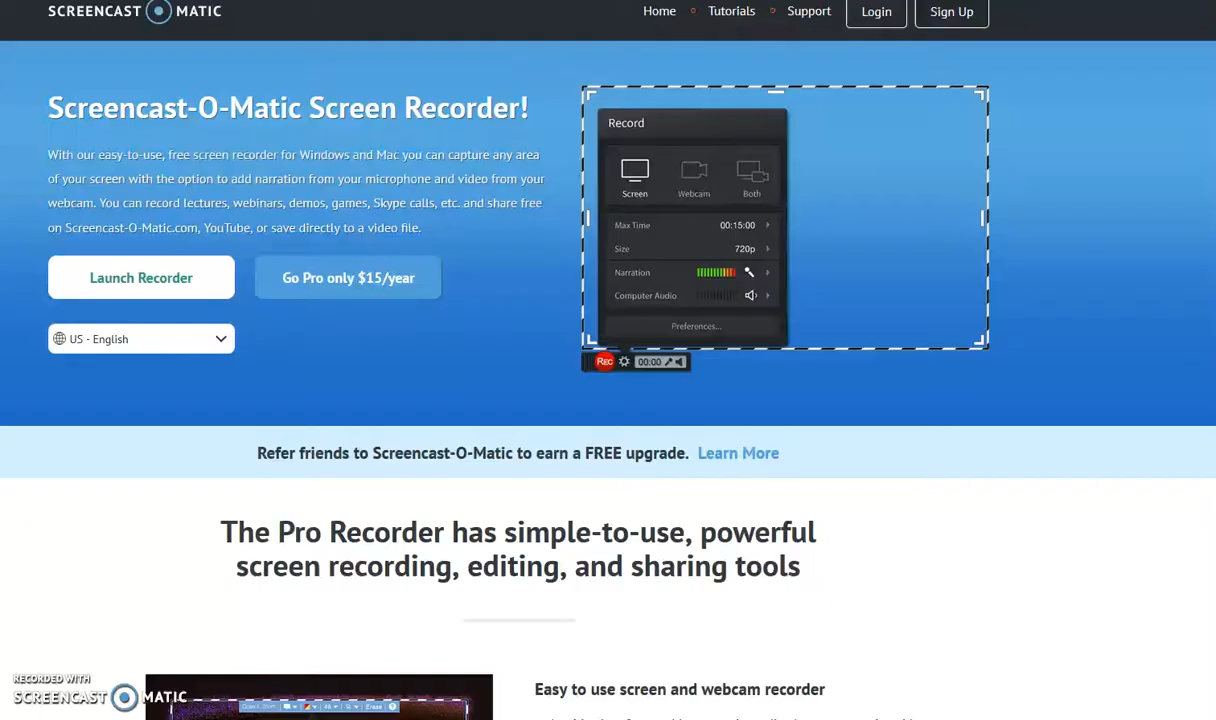 SCREENCAST MATIC
Home Tutorials Support Login Sign Up
Screencast-O-Matic Screen Recorder!
With our easy-to-use, free screen recorder for Windows and Mac you can capture any area
of your screen with the option to add narration from your microphone and video from your
webcam. You can record lectures, webinars, demos, games, Skype calls, etc. and share free
on Screencast-O-Matic.com, YouTube, or save directly to a video file.
Launch Recorder
Go Pro only $15/year
US - English
Record
Screen Webcam Both
Max Time 00:15:00
Size 720p
Narration
Computer Audio
Preferences...
REC 00:00
Refer friends to Screencast-O-Matic to earn a FREE upgrade. Learn More
The Pro Recorder has simple-to-use, powerful
screen recording, editing, and sharing tools
Easy to use screen and webcam recorder
RECORDED WITH
SCREENCAST MATIC
Erase